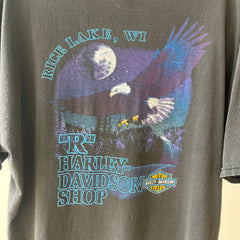 RICE LAKE, WI
"R"
HARLEY-
DAVIDSON
SHOP
MOTOR
HARLEY-DAVIDSON
CYCLES